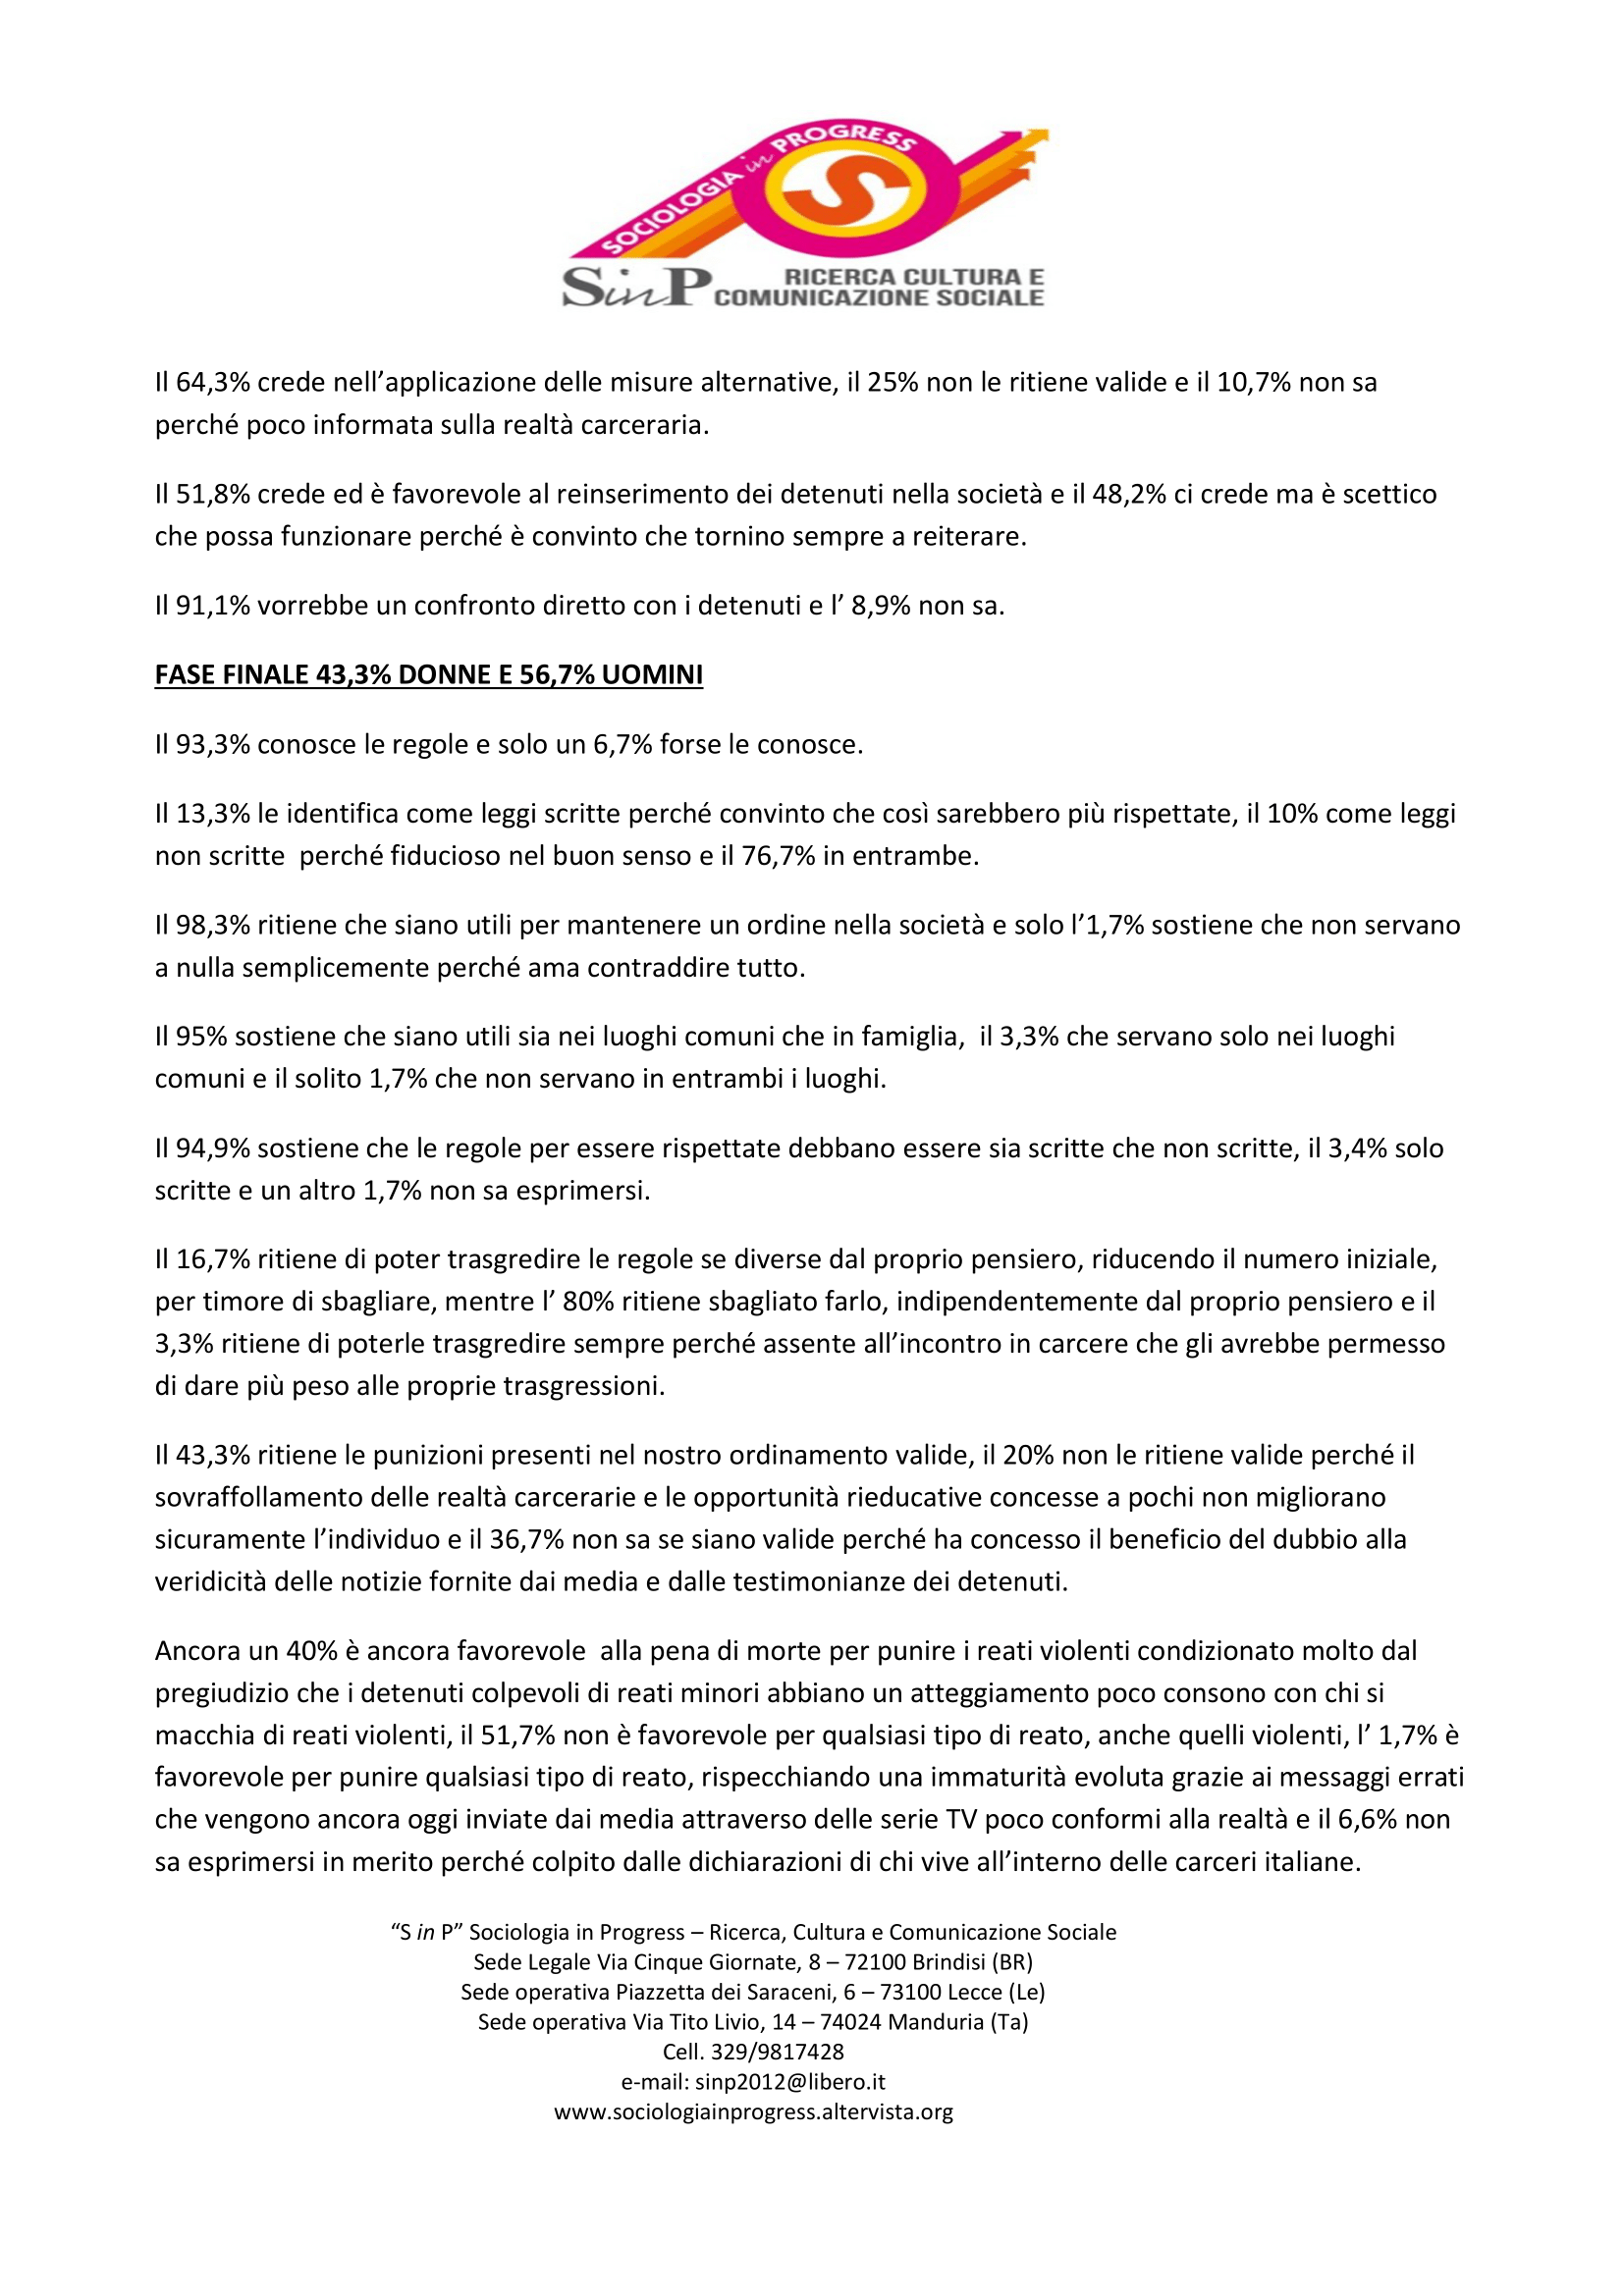 SOCIOLOGIA in PROGRESS
S
SinP RICERCA CULTURA E
COMUNICAZIONE SOCIALE
Il 64,3% crede nell’applicazione delle misure alternative, il 25% non le ritiene valide e il 10,7% non sa
perché poco informata sulla realtà carceraria.
Il 51,8% crede ed è favorevole al reinserimento dei detenuti nella società e il 48,2% ci crede ma è scettico
che possa funzionare perché è convinto che tornino sempre a reiterare.
Il 91,1% vorrebbe un confronto diretto con i detenuti e l’ 8,9% non sa.
FASE FINALE 43,3% DONNE E 56,7% UOMINI
Il 93,3% conosce le regole e solo un 6,7% forse le conosce.
Il 13,3% le identifica come leggi scritte perché convinto che così sarebbero più rispettate, il 10% come leggi
non scritte  perché fiducioso nel buon senso e il 76,7% in entrambe.
Il 98,3% ritiene che siano utili per mantenere un ordine nella società e solo l’1,7% sostiene che non servano
a nulla semplicemente perché ama contraddire tutto.
Il 95% sostiene che siano utili sia nei luoghi comuni che in famiglia,  il 3,3% che servano solo nei luoghi
comuni e il solito 1,7% che non servano in entrambi i luoghi.
Il 94,9% sostiene che le regole per essere rispettate debbano essere sia scritte che non scritte, il 3,4% solo
scritte e un altro 1,7% non sa esprimersi.
Il 16,7% ritiene di poter trasgredire le regole se diverse dal proprio pensiero, riducendo il numero iniziale,
per timore di sbagliare, mentre l’ 80% ritiene sbagliato farlo, indipendentemente dal proprio pensiero e il
3,3% ritiene di poterle trasgredire sempre perché assente all’incontro in carcere che gli avrebbe permesso
di dare più peso alle proprie trasgressioni.
Il 43,3% ritiene le punizioni presenti nel nostro ordinamento valide, il 20% non le ritiene valide perché il
sovraffollamento delle realtà carcerarie e le opportunità rieducative concesse a pochi non migliorano
sicuramente l’individuo e il 36,7% non sa se siano valide perché ha concesso il beneficio del dubbio alla
veridicità delle notizie fornite dai media e dalle testimonianze dei detenuti.
Ancora un 40% è ancora favorevole  alla pena di morte per punire i reati violenti condizionato molto dal
pregiudizio che i detenuti colpevoli di reati minori abbiano un atteggiamento poco consono con chi si
macchia di reati violenti, il 51,7% non è favorevole per qualsiasi tipo di reato, anche quelli violenti, l’ 1,7% è
favorevole per punire qualsiasi tipo di reato, rispecchiando una immaturità evoluta grazie ai messaggi errati
che vengono ancora oggi inviate dai media attraverso delle serie TV poco conformi alla realtà e il 6,6% non
sa esprimersi in merito perché colpito dalle dichiarazioni di chi vive all’interno delle carceri italiane.
“S in P” Sociologia in Progress – Ricerca, Cultura e Comunicazione Sociale
Sede Legale Via Cinque Giornate, 8 – 72100 Brindisi (BR)
Sede operativa Piazzetta dei Saraceni, 6 – 73100 Lecce (Le)
Sede operativa Via Tito Livio, 14 – 74024 Manduria (Ta)
Cell. 329/9817428
e-mail: sinp2012@libero.it
www.sociologiainprogress.altervista.org